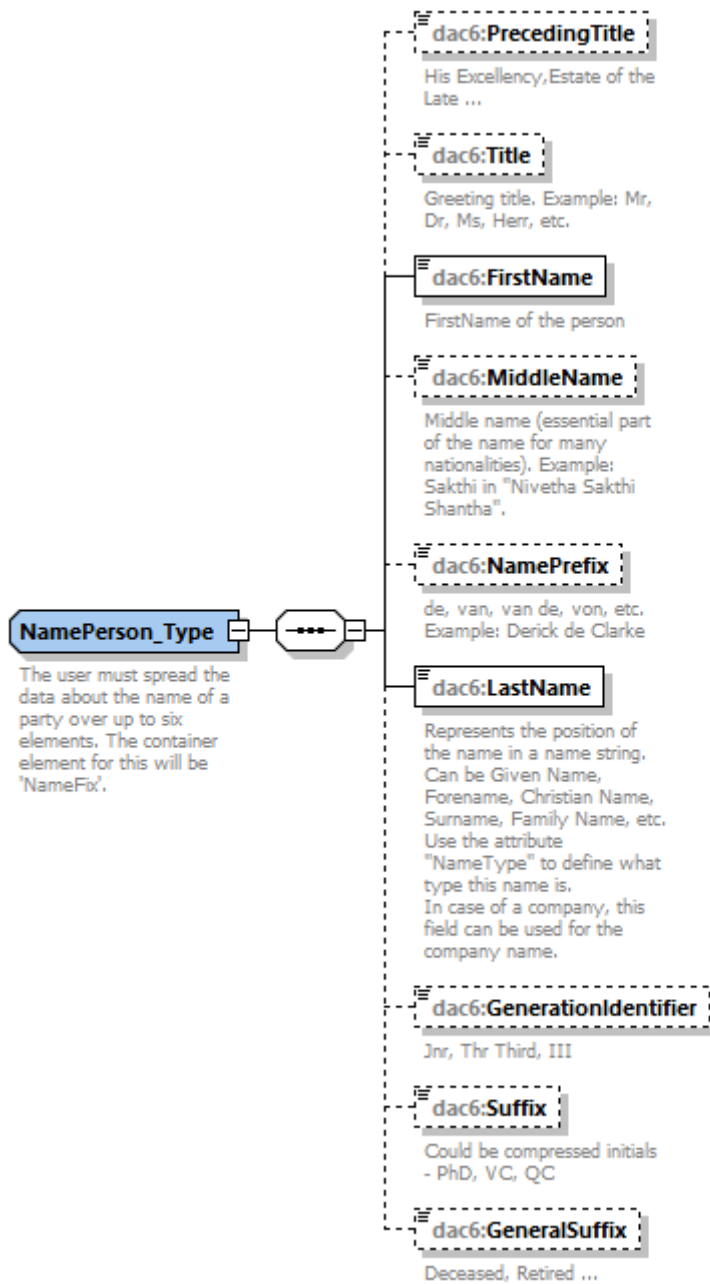 dac6:PrecedingTitle
His Excellency,Estate of the
Late ...
dac6:Title
Greeting title. Example: Mr,
Dr, Ms, Herr, etc.
dac6:FirstName
FirstName of the person
dac6:MiddleName
Middle name (essential part
of the name for many
nationalities). Example:
Sakthi in "Nivetha Sakthi
Shantha".
dac6:NamePrefix
de, van, van de, von, etc.
Example: Derick de Clarke
NamePerson_Type
The user must spread the
data about the name of a
party over up to six
elements. The container
element for this will be
'NameFix'.
dac6:LastName
Represents the position of
the name in a name string.
Can be Given Name,
Forename, Christian Name,
Surname, Family Name, etc.
Use the attribute
"NameType" to define what
type this name is.
In case of a company, this
field can be used for the
company name.
dac6:GenerationIdentifier
Jnr, Thr Third, III
dac6:Suffix
Could be compressed initials
- PhD, VC, QC
dac6:GeneralSuffix
Deceased, Retired ...